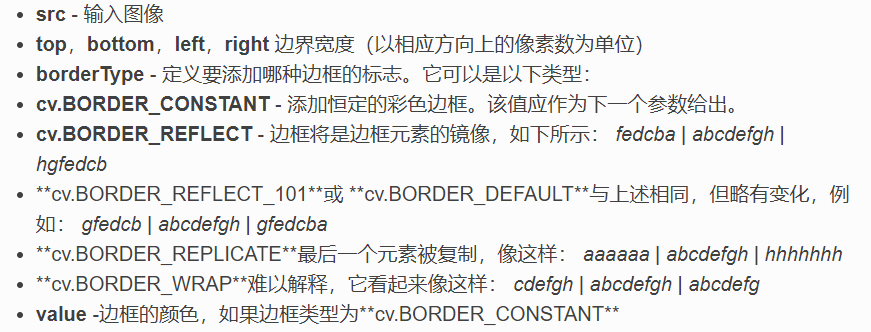 • src - 输入图像
• top，bottom，left，right 边界宽度（以相应方向上的像素数为单位）
• borderType - 定义要添加哪种边框的标志。它可以是以下类型：
• cv.BORDER_CONSTANT - 添加恒定的彩色边框。该值应作为下一个参数给出。
• cv.BORDER_REFLECT - 边框将是边框元素的镜像，如下所示： fedcba | abcdefgh |
hgfedcb
• **cv.BORDER_REFLECT_101**或 **cv.BORDER_DEFAULT**与上述相同，但略有变化，例
如： gfedcb | abcdefgh | gfedcba
• **cv.BORDER_REPLICATE**最后一个元素被复制，像这样： aaaaaa | abcdefgh | hhhhhhh
• **cv.BORDER_WRAP**难以解释，它看起来像这样： cdefgh | abcdefgh | abcdefg
• value -边框的颜色，如果边框类型为**cv.BORDER_CONSTANT**